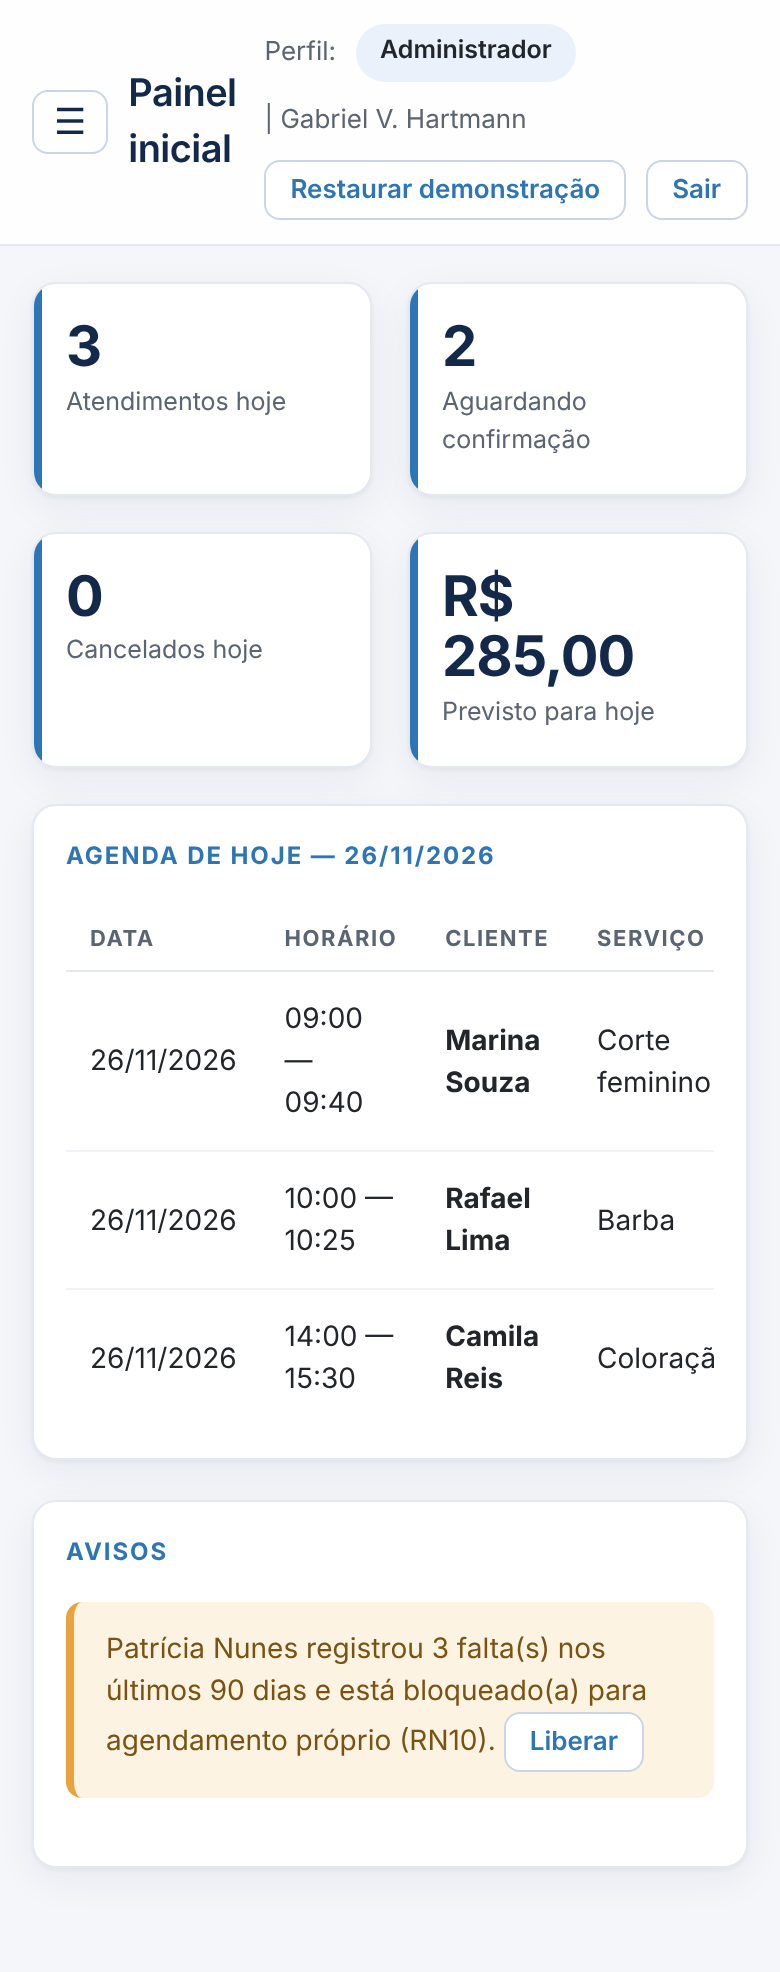 ☰
Painel
inicial
Perfil: Administrador
| Gabriel V. Hartmann
Restaurar demonstração Sair
3
Atendimentos hoje
2
Aguardando
confirmação
0
Cancelados hoje
R$
285,00
Previsto para hoje
AGENDA DE HOJE — 26/11/2026
DATA HORÁRIO CLIENTE SERVIÇO
26/11/2026
09:00
—
09:40
Marina
Souza
Corte
feminino
26/11/2026
10:00 —
10:25
Rafael
Lima
Barba
26/11/2026
14:00 —
15:30
Camila
Reis
Coloraçã
AVISOS
Patrícia Nunes registrou 3 falta(s) nos
últimos 90 dias e está bloqueado(a) para
agendamento próprio (RN10). Liberar